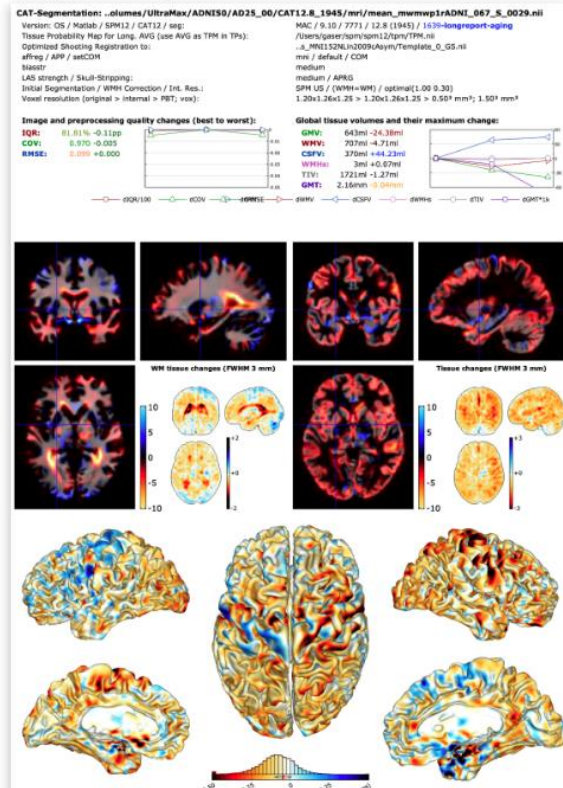 CAT-Segmentation: ..olumes/UltraMax/ADNI50/AD25_00/CAT12.8_1945/mri/mean_mwmwp1rADNI_067_S_0029.nii
Version: OS / Matlab / SPM12 / CAT12 / seg: MAC / 9.10 / 7771 / 12.8 (1945) / 1639-longreport-aging
Tissue Probability Map for Long. AVG (use AVG as TPM in TPs): /Users/gaser/spm/spm12/tpm/TPM.nii
Optimized Shooting Registration to: ..s_MNI152NLin2009cAsym/Template_0_GS.nii
affreg / APP / setCOM mni / default / COM
biasstr medium
LAS strength / Skull-Stripping: medium / APRG
Initial Segmentation / WMH Correction / Int. Res.: SPM US / (WMH=WM) / optimal(1.00 0.30)
Voxel resolution (original > internal > PBT; vox): 1.20x1.26x1.25 > 1.20x1.26x1.25 > 0.50³ mm³; 1.50³ mm³
Image and preprocessing quality changes (best to worst): Global tissue volumes and their maximum change:
IQR: 81.81% -0.11pp GMV: 643ml -24.38ml
COV: 0.970 -0.005 WMV: 707ml -4.71ml
RMSE: 0.099 +0.000 CSFV: 370ml +44.23ml
WMHs: 3ml +0.07ml
TIV: 1721ml -1.27ml
GMT: 2.16mm -0.04mm
dIQR/100 dCOV dWMV dCSFV dWMHs dTIV dGMT*1k
WM tissue changes (FWHM 3 mm) Tissue changes (FWHM 3 mm)
10 5 0 -5 -10
+2 +0 -2
10 5 0 -5 -10
+3 +0